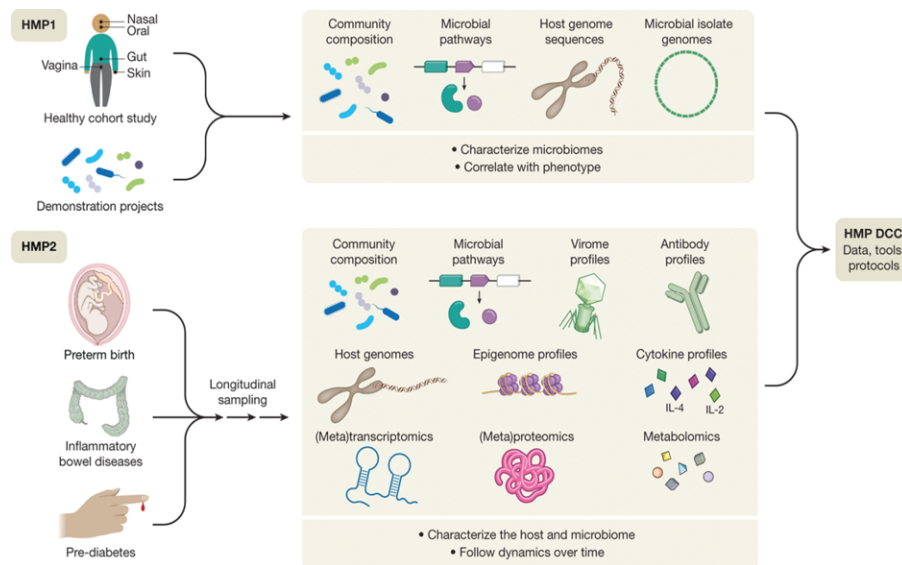 HMP1
Nasal
Oral
Gut
Vagina
Skin
Healthy cohort study
Demonstration projects
Community
composition
Microbial
pathways
Host genome
sequences
Microbial isolate
genomes
• Characterize microbiomes
• Correlate with phenotype
HMP2
Preterm birth
Inflammatory
bowel diseases
Pre-diabetes
Longitudinal
sampling
Community
composition
Microbial
pathways
Virome
profiles
Antibody
profiles
Host genomes
Epigenome profiles
Cytokine profiles
IL-4
IL-2
(Meta)transcriptomics
(Meta)proteomics
Metabolomics
• Characterize the host and microbiome
• Follow dynamics over time
HMP DCC
Data, tools
protocols